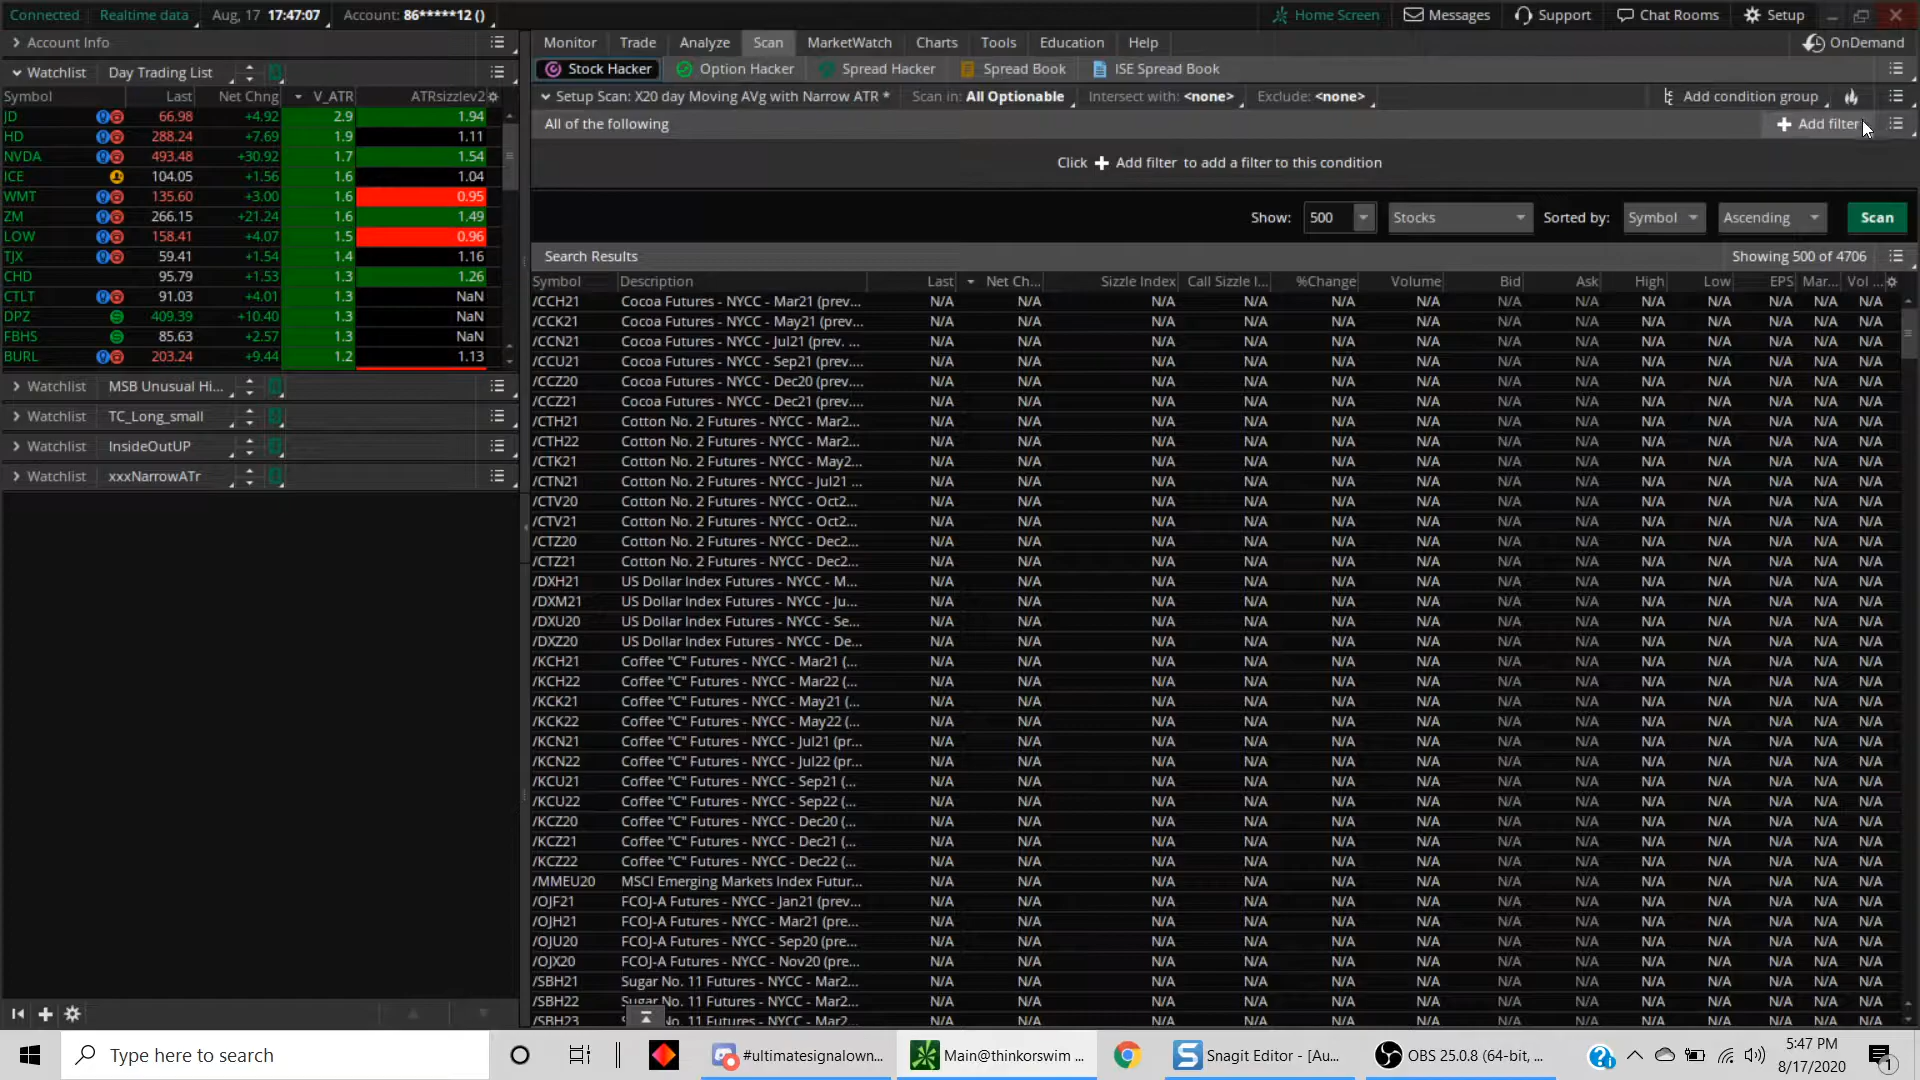 Connected Realtime data Aug, 17 17:47:07 Account: 86*****12 () Home Screen Messages Support Chat Rooms Setup
Account Info
Monitor Trade Analyze Scan MarketWatch Charts Tools Education Help OnDemand
Watchlist Day Trading List
Stock Hacker Option Hacker Spread Hacker Spread Book ISE Spread Book
Symbol Last Net Chng V_ATR ATRsizzlev2
Setup Scan: X20 day Moving AVg with Narrow ATR * Scan in: All Optionable Intersect with: <none> Exclude: <none> Add condition group
All of the following Add filter
Click + Add filter to add a filter to this condition
JD 66.98 +4.92 2.9 1.94
HD 288.24 +7.69 1.9 1.11
NVDA 493.48 +30.92 1.7 1.54
ICE 104.05 +1.56 1.6 1.04
WMT 135.60 +3.00 1.6 0.95
ZM 266.15 +21.24 1.6 1.49
LOW 158.41 +4.07 1.5 0.96
TJX 59.41 +1.54 1.4 1.16
CHD 95.79 +1.53 1.3 1.26
CTLT 91.03 +4.01 1.3 NaN
DPZ 409.39 +10.40 1.3 NaN
FBHS 85.63 +2.57 1.3 NaN
BURL 203.24 +9.44 1.2 1.13
Watchlist MSB Unusual Hi...
Watchlist TC_Long_small
Watchlist InsideOutUP
Watchlist xxxNarrowATr
Show: 500 Stocks Sorted by: Symbol Ascending Scan
Search Results Showing 500 of 4706
Symbol Description Last Net Ch... Sizzle Index Call Sizzle I... %Change Volume Bid Ask High Low EPS Mar... Vol ...
/CCH21 Cocoa Futures - NYCC - Mar21 (prev... N/A N/A N/A N/A N/A N/A N/A N/A N/A N/A N/A N/A N/A
/CCK21 Cocoa Futures - NYCC - May21 (prev... N/A N/A N/A N/A N/A N/A N/A N/A N/A N/A N/A N/A N/A
/CCN21 Cocoa Futures - NYCC - Jul21 (prev. ... N/A N/A N/A N/A N/A N/A N/A N/A N/A N/A N/A N/A N/A
/CCU21 Cocoa Futures - NYCC - Sep21 (prev... N/A N/A N/A N/A N/A N/A N/A N/A N/A N/A N/A N/A N/A
/CCZ20 Cocoa Futures - NYCC - Dec20 (prev.... N/A N/A N/A N/A N/A N/A N/A N/A N/A N/A N/A N/A N/A
/CCZ21 Cocoa Futures - NYCC - Dec21 (prev.... N/A N/A N/A N/A N/A N/A N/A N/A N/A N/A N/A N/A N/A
/CTH21 Cotton No. 2 Futures - NYCC - Mar2... N/A N/A N/A N/A N/A N/A N/A N/A N/A N/A N/A N/A N/A
/CTH22 Cotton No. 2 Futures - NYCC - Mar2... N/A N/A N/A N/A N/A N/A N/A N/A N/A N/A N/A N/A N/A
/CTK21 Cotton No. 2 Futures - NYCC - May2... N/A N/A N/A N/A N/A N/A N/A N/A N/A N/A N/A N/A N/A
/CTN21 Cotton No. 2 Futures - NYCC - Jul21 ... N/A N/A N/A N/A N/A N/A N/A N/A N/A N/A N/A N/A N/A
/CTV20 Cotton No. 2 Futures - NYCC - Oct2... N/A N/A N/A N/A N/A N/A N/A N/A N/A N/A N/A N/A N/A
/CTV21 Cotton No. 2 Futures - NYCC - Oct2... N/A N/A N/A N/A N/A N/A N/A N/A N/A N/A N/A N/A N/A
/CTZ20 Cotton No. 2 Futures - NYCC - Dec2... N/A N/A N/A N/A N/A N/A N/A N/A N/A N/A N/A N/A N/A
/CTZ21 Cotton No. 2 Futures - NYCC - Dec2... N/A N/A N/A N/A N/A N/A N/A N/A N/A N/A N/A N/A N/A
/DXH21 US Dollar Index Futures - NYCC - M... N/A N/A N/A N/A N/A N/A N/A N/A N/A N/A N/A N/A N/A
/DXM21 US Dollar Index Futures - NYCC - Ju... N/A N/A N/A N/A N/A N/A N/A N/A N/A N/A N/A N/A N/A
/DXU20 US Dollar Index Futures - NYCC - Se... N/A N/A N/A N/A N/A N/A N/A N/A N/A N/A N/A N/A N/A
/DXZ20 US Dollar Index Futures - NYCC - De... N/A N/A N/A N/A N/A N/A N/A N/A N/A N/A N/A N/A N/A
/KCH21 Coffee "C" Futures - NYCC - Mar21 (... N/A N/A N/A N/A N/A N/A N/A N/A N/A N/A N/A N/A N/A
/KCH22 Coffee "C" Futures - NYCC - Mar22 (... N/A N/A N/A N/A N/A N/A N/A N/A N/A N/A N/A N/A N/A
/KCK21 Coffee "C" Futures - NYCC - May21 (... N/A N/A N/A N/A N/A N/A N/A N/A N/A N/A N/A N/A N/A
/KCK22 Coffee "C" Futures - NYCC - May22 (... N/A N/A N/A N/A N/A N/A N/A N/A N/A N/A N/A N/A N/A
/KCN21 Coffee "C" Futures - NYCC - Jul21 (pr... N/A N/A N/A N/A N/A N/A N/A N/A N/A N/A N/A N/A N/A
/KCN22 Coffee "C" Futures - NYCC - Jul22 (pr... N/A N/A N/A N/A N/A N/A N/A N/A N/A N/A N/A N/A N/A
/KCU21 Coffee "C" Futures - NYCC - Sep21 (... N/A N/A N/A N/A N/A N/A N/A N/A N/A N/A N/A N/A N/A
/KCU22 Coffee "C" Futures - NYCC - Sep22 (... N/A N/A N/A N/A N/A N/A N/A N/A N/A N/A N/A N/A N/A
/KCZ20 Coffee "C" Futures - NYCC - Dec20 (... N/A N/A N/A N/A N/A N/A N/A N/A N/A N/A N/A N/A N/A
/KCZ21 Coffee "C" Futures - NYCC - Dec21 (... N/A N/A N/A N/A N/A N/A N/A N/A N/A N/A N/A N/A N/A
/KCZ22 Coffee "C" Futures - NYCC - Dec22 (... N/A N/A N/A N/A N/A N/A N/A N/A N/A N/A N/A N/A N/A
/MMEU20 MSCI Emerging Markets Index Futur... N/A N/A N/A N/A N/A N/A N/A N/A N/A N/A N/A N/A N/A
/OJF21 FCOJ-A Futures - NYCC - Jan21 (prev... N/A N/A N/A N/A N/A N/A N/A N/A N/A N/A N/A N/A N/A
/OJH21 FCOJ-A Futures - NYCC - Mar21 (pre... N/A N/A N/A N/A N/A N/A N/A N/A N/A N/A N/A N/A N/A
/OJU20 FCOJ-A Futures - NYCC - Sep20 (pre... N/A N/A N/A N/A N/A N/A N/A N/A N/A N/A N/A N/A N/A
/OJX20 FCOJ-A Futures - NYCC - Nov20 (pre... N/A N/A N/A N/A N/A N/A N/A N/A N/A N/A N/A N/A N/A
/SBH21 Sugar No. 11 Futures - NYCC - Mar2... N/A N/A N/A N/A N/A N/A N/A N/A N/A N/A N/A N/A N/A
/SBH22 Sugar No. 11 Futures - NYCC - Mar2... N/A N/A N/A N/A N/A N/A N/A N/A N/A N/A N/A N/A N/A
/SBH23 No. 11 Futures - NYCC - Mar2... N/A N/A N/A N/A N/A N/A N/A N/A N/A N/A N/A N/A N/A
Type here to search #ultimatesignalown... Main@thinkorswim ... Snagit Editor - [Au... OBS 25.0.8 (64-bit, ... 5:47 PM
8/17/2020 1